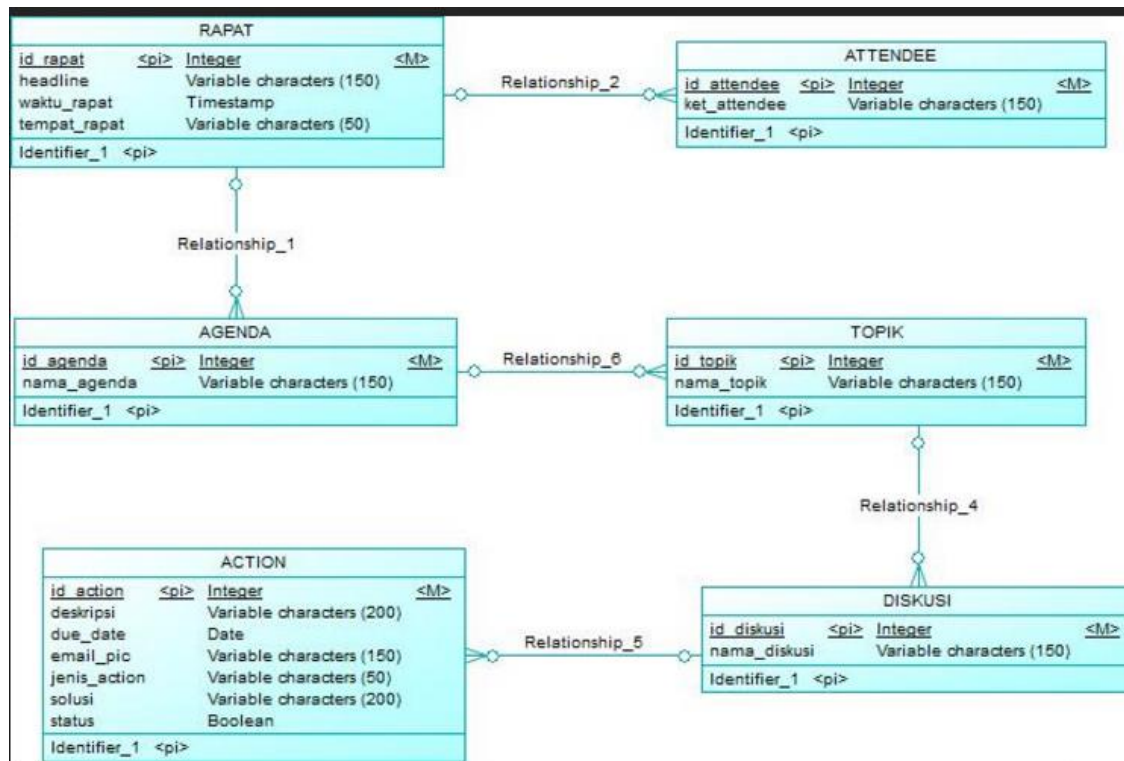 RAPAT
id_rapat <pi> Integer <M>
headline Variable characters (150)
waktu_rapat Timestamp
tempat_rapat Variable characters (50)
Identifier_1 <pi>
Relationship_2
ATTENDEE
id_attendee <pi> Integer <M>
ket_attendee Variable characters (150)
Identifier_1 <pi>
Relationship_1
AGENDA
id_agenda <pi> Integer <M>
nama_agenda Variable characters (150)
Identifier_1 <pi>
Relationship_6
TOPIK
id_topik <pi> Integer <M>
nama_topik Variable characters (150)
Identifier_1 <pi>
Relationship_4
ACTION
id_action <pi> Integer <M>
deskripsi Variable characters (200)
due_date Date
email_pic Variable characters (150)
jenis_action Variable characters (50)
solusi Variable characters (200)
status Boolean
Identifier_1 <pi>
Relationship_5
DISKUSI
id_diskusi <pi> Integer <M>
nama_diskusi Variable characters (150)
Identifier_1 <pi>